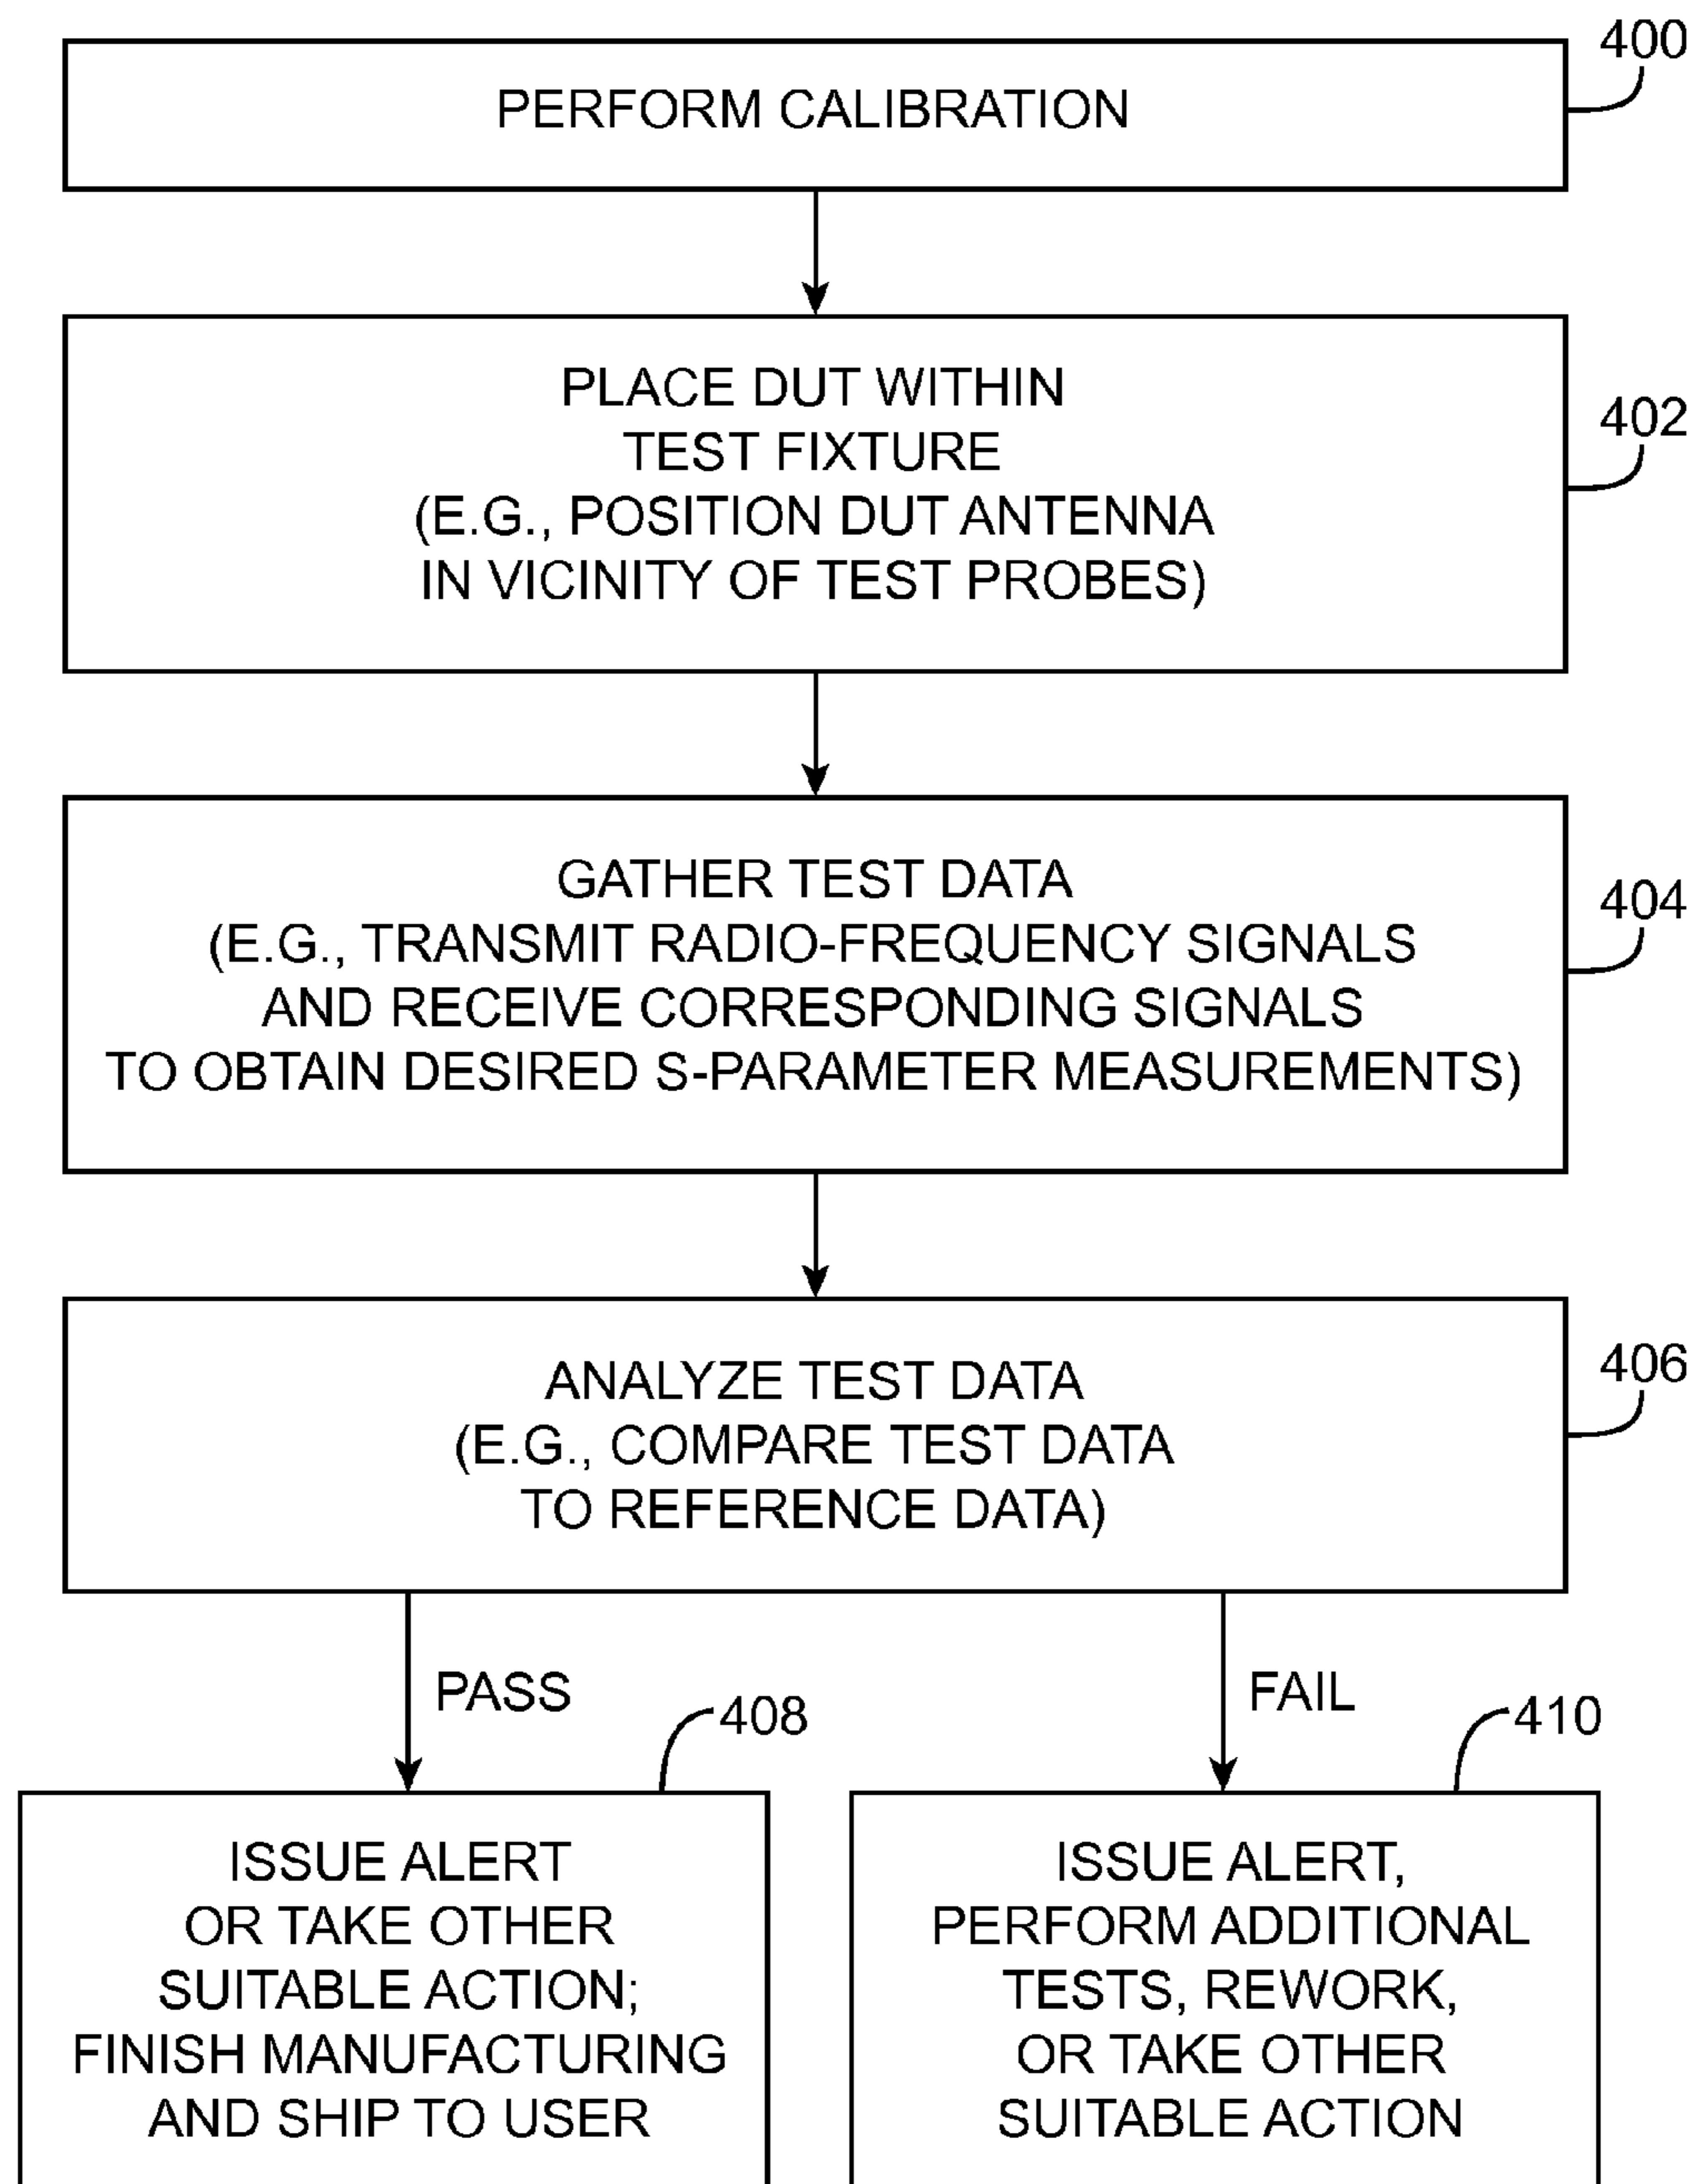 400
PERFORM CALIBRATION
PLACE DUT WITHIN
TEST FIXTURE
(E.G., POSITION DUT ANTENNA
IN VICINITY OF TEST PROBES)
402
GATHER TEST DATA
(E.G., TRANSMIT RADIO-FREQUENCY SIGNALS
AND RECEIVE CORRESPONDING SIGNALS
TO OBTAIN DESIRED S-PARAMETER MEASUREMENTS)
404
ANALYZE TEST DATA
(E.G., COMPARE TEST DATA
TO REFERENCE DATA)
406
PASS
408
FAIL
410
ISSUE ALERT
OR TAKE OTHER
SUITABLE ACTION;
FINISH MANUFACTURING
AND SHIP TO USER
ISSUE ALERT,
PERFORM ADDITIONAL
TESTS, REWORK,
OR TAKE OTHER
SUITABLE ACTION